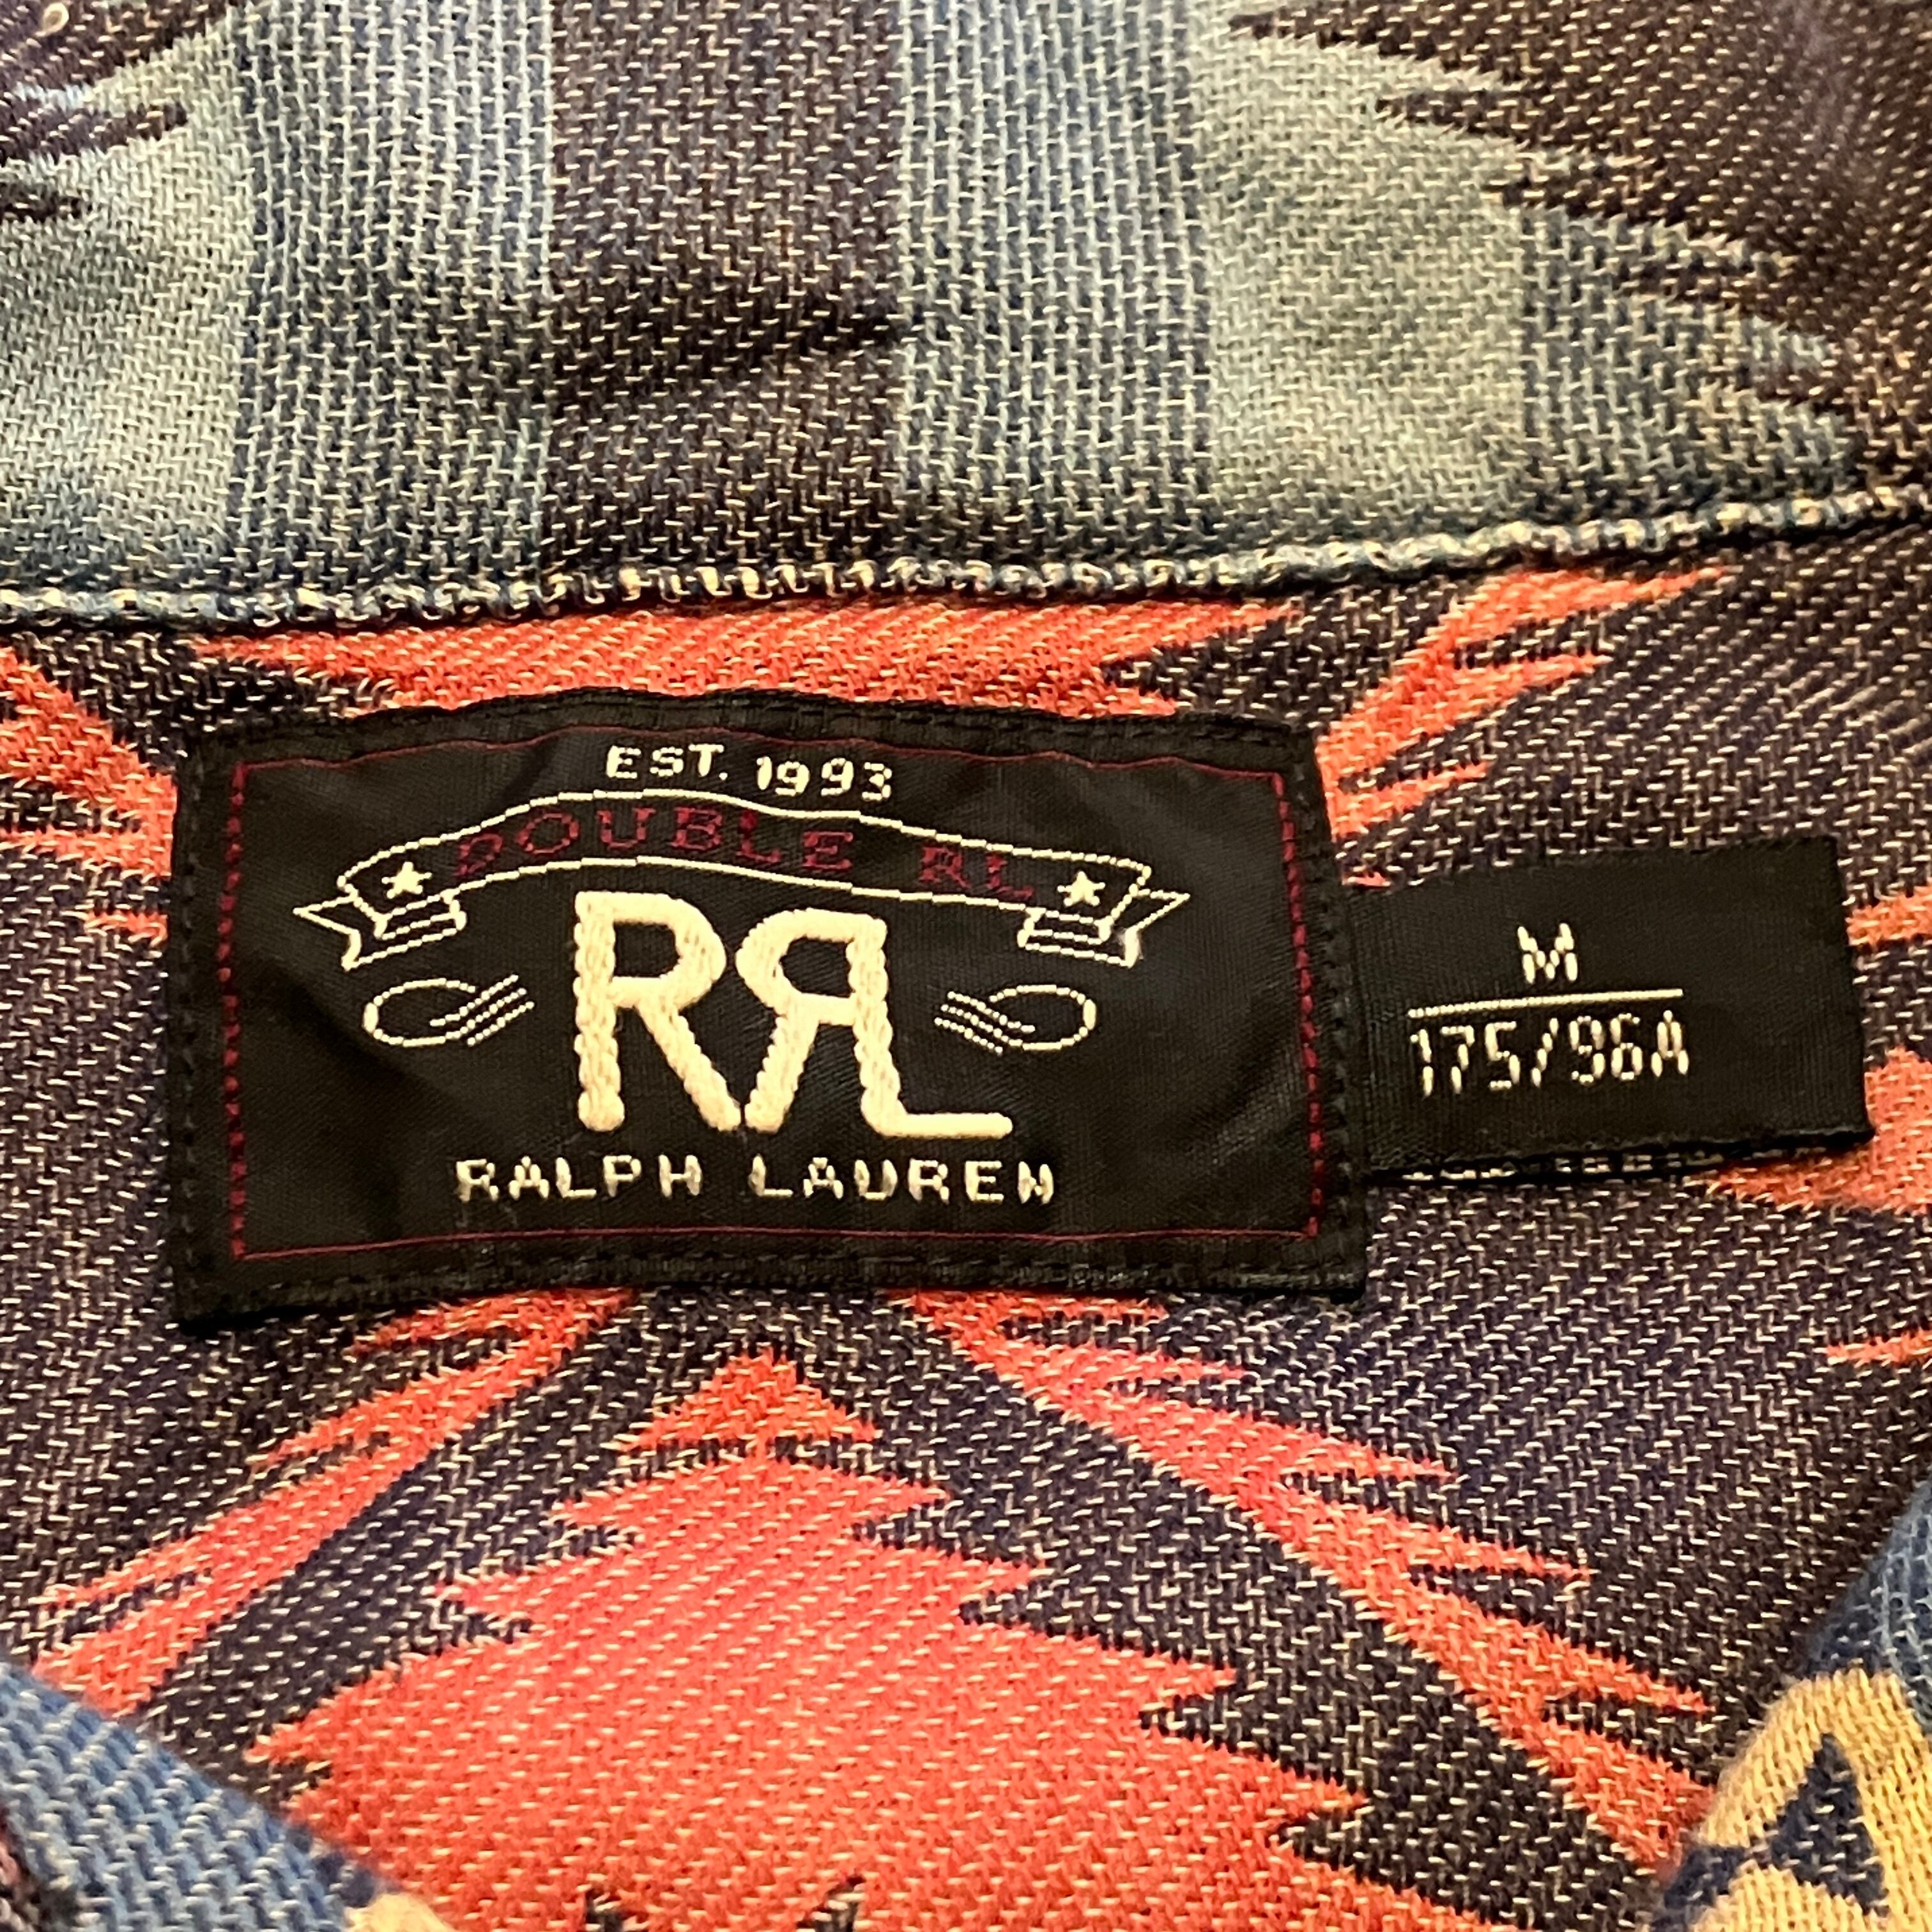 EST. 1993
DOUBLE RL
RRL
RALPH LAUREN
M
175/96A